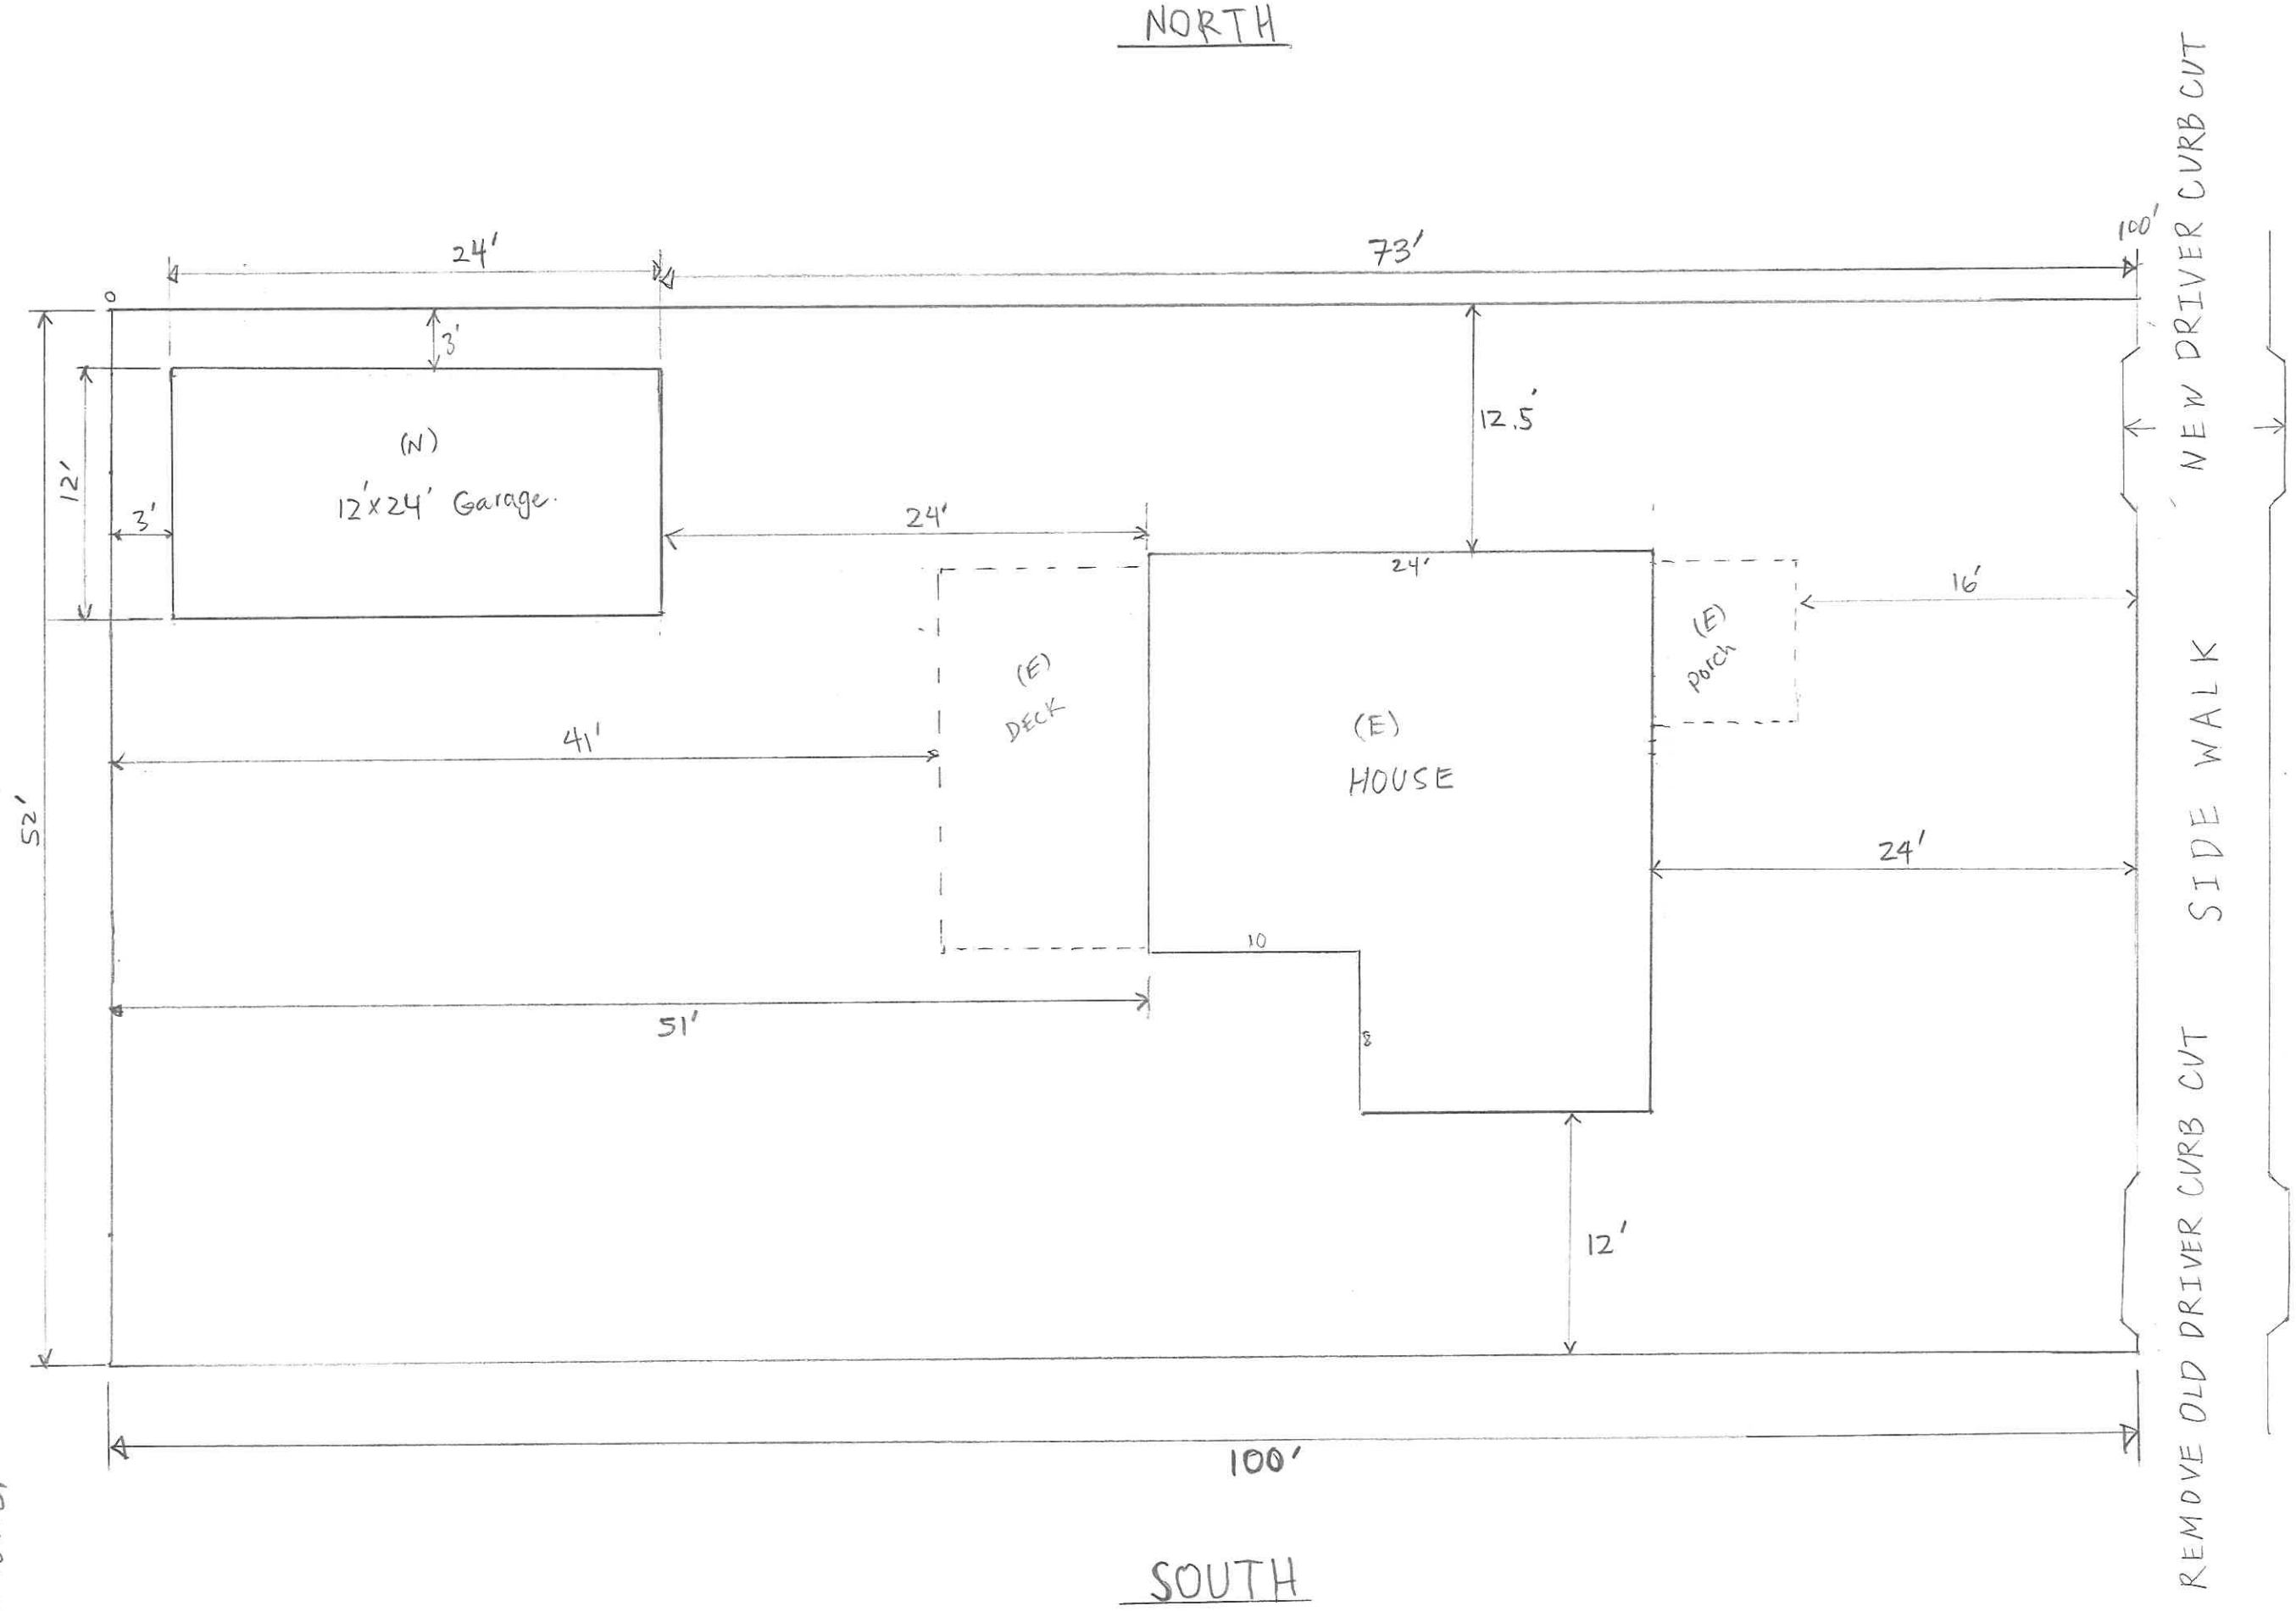 NORTH
24'
73'
100'
0
3'
12.5'
(N)
12'x24' Garage.
12'
3'
24'
24'
16'
(E)
Porch
(E)
DECK
(E)
HOUSE
41'
52'
24'
10
51'
8
12'
100'
SOUTH
NEW DRIVER CURB CUT
SIDE WALK
REMOVE OLD DRIVER CURB CUT